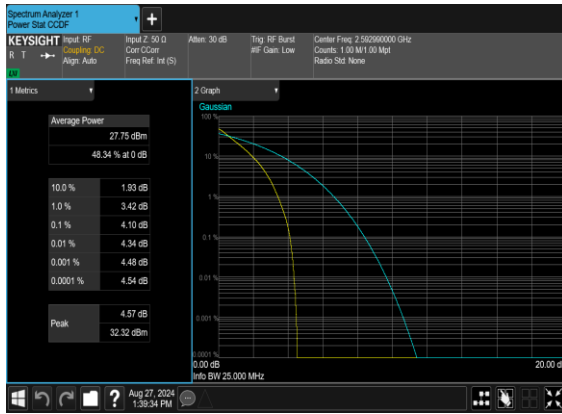 Spectrum Analyzer 1
Power Stat CCDF
KEYSIGHT
R T
LXI
Input: RF
Coupling: DC
Align: Auto
Input Z: 50 Ω
Corr CCorr
Freq Ref: Int (S)
Atten: 30 dB
Trig: RF Burst
#IF Gain: Low
Center Freq: 2.592990000 GHz
Counts: 1.00 M/1.00 Mpt
Radio Std: None
1 Metrics
Average Power
27.75 dBm
48.34 % at 0 dB
10.0 % 1.93 dB
1.0 % 3.42 dB
0.1 % 4.10 dB
0.01 % 4.34 dB
0.001 % 4.48 dB
0.0001 % 4.54 dB
Peak 4.57 dB
32.32 dBm
2 Graph
Gaussian
100 %
10 %
1 %
0.1 %
0.01 %
0.001 %
0.0001 %
0.00 dB 20.00 d
Info BW 25.000 MHz
Aug 27, 2024
1:39:34 PM